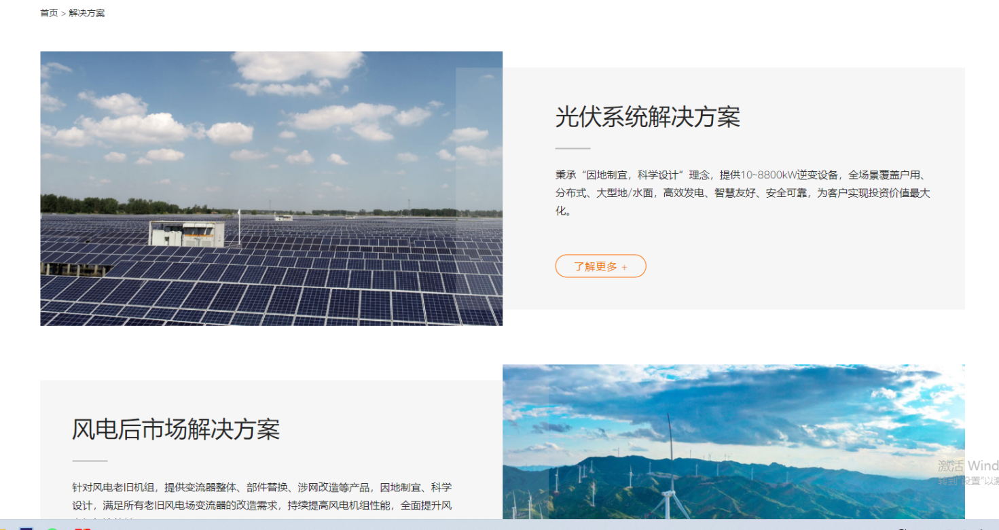 首页 > 解决方案
光伏系统解决方案
秉承“因地制宜，科学设计”理念，提供10~8800kW逆变设备，全场景覆盖户用、
分布式、大型地/水面，高效发电、智慧友好、安全可靠，为客户实现投资价值最大
化。
了解更多 +
风电后市场解决方案
针对风电老旧机组，提供变流器整体、部件替换、涉网改造等产品，因地制宜、科学
设计，满足所有老旧风电场变流器的改造需求，持续提高风电机组性能，全面提升风
激活 Wind
转到"设置"以激